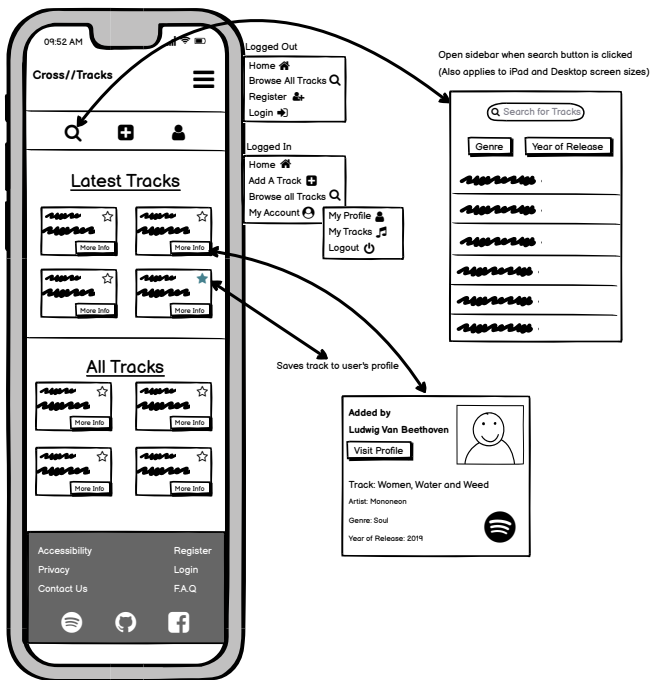 09:52 AM
Cross//Tracks
Latest Tracks
More Info
More Info
More Info
More Info
All Tracks
More Info
More Info
More Info
More Info
Accessibility
Register
Privacy
Login
Contact Us
F.A.Q
Logged Out
Home
Browse All Tracks
Register
Login
Logged In
Home
Add A Track
Browse all Tracks
My Account
My Profile
My Tracks
Logout
Open sidebar when search button is clicked
(Also applies to iPad and Desktop screen sizes)
Search for Tracks
Genre
Year of Release
Saves track to user's profile
Added by
Ludwig Van Beethoven
Visit Profile
Track: Women, Water and Weed
Artist: Mononeon
Genre: Soul
Year of Release: 2019